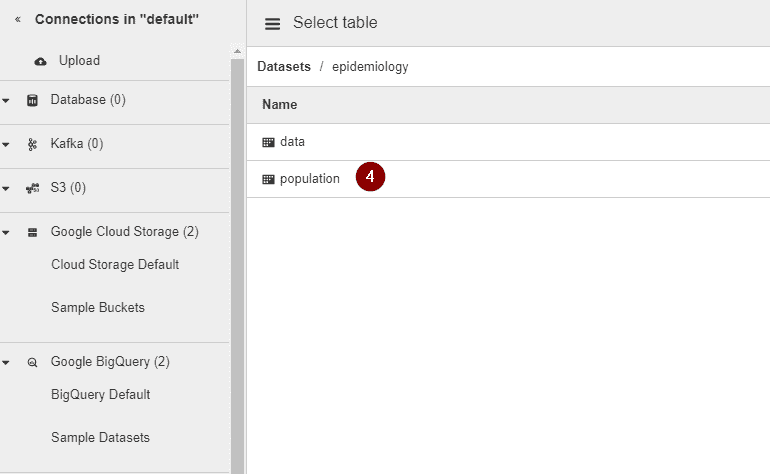 « Connections in "default"
Upload
Database (0)
Kafka (0)
S3 (0)
Google Cloud Storage (2)
Cloud Storage Default
Sample Buckets
Google BigQuery (2)
BigQuery Default
Sample Datasets
Select table
Datasets / epidemiology
Name
data
population 4